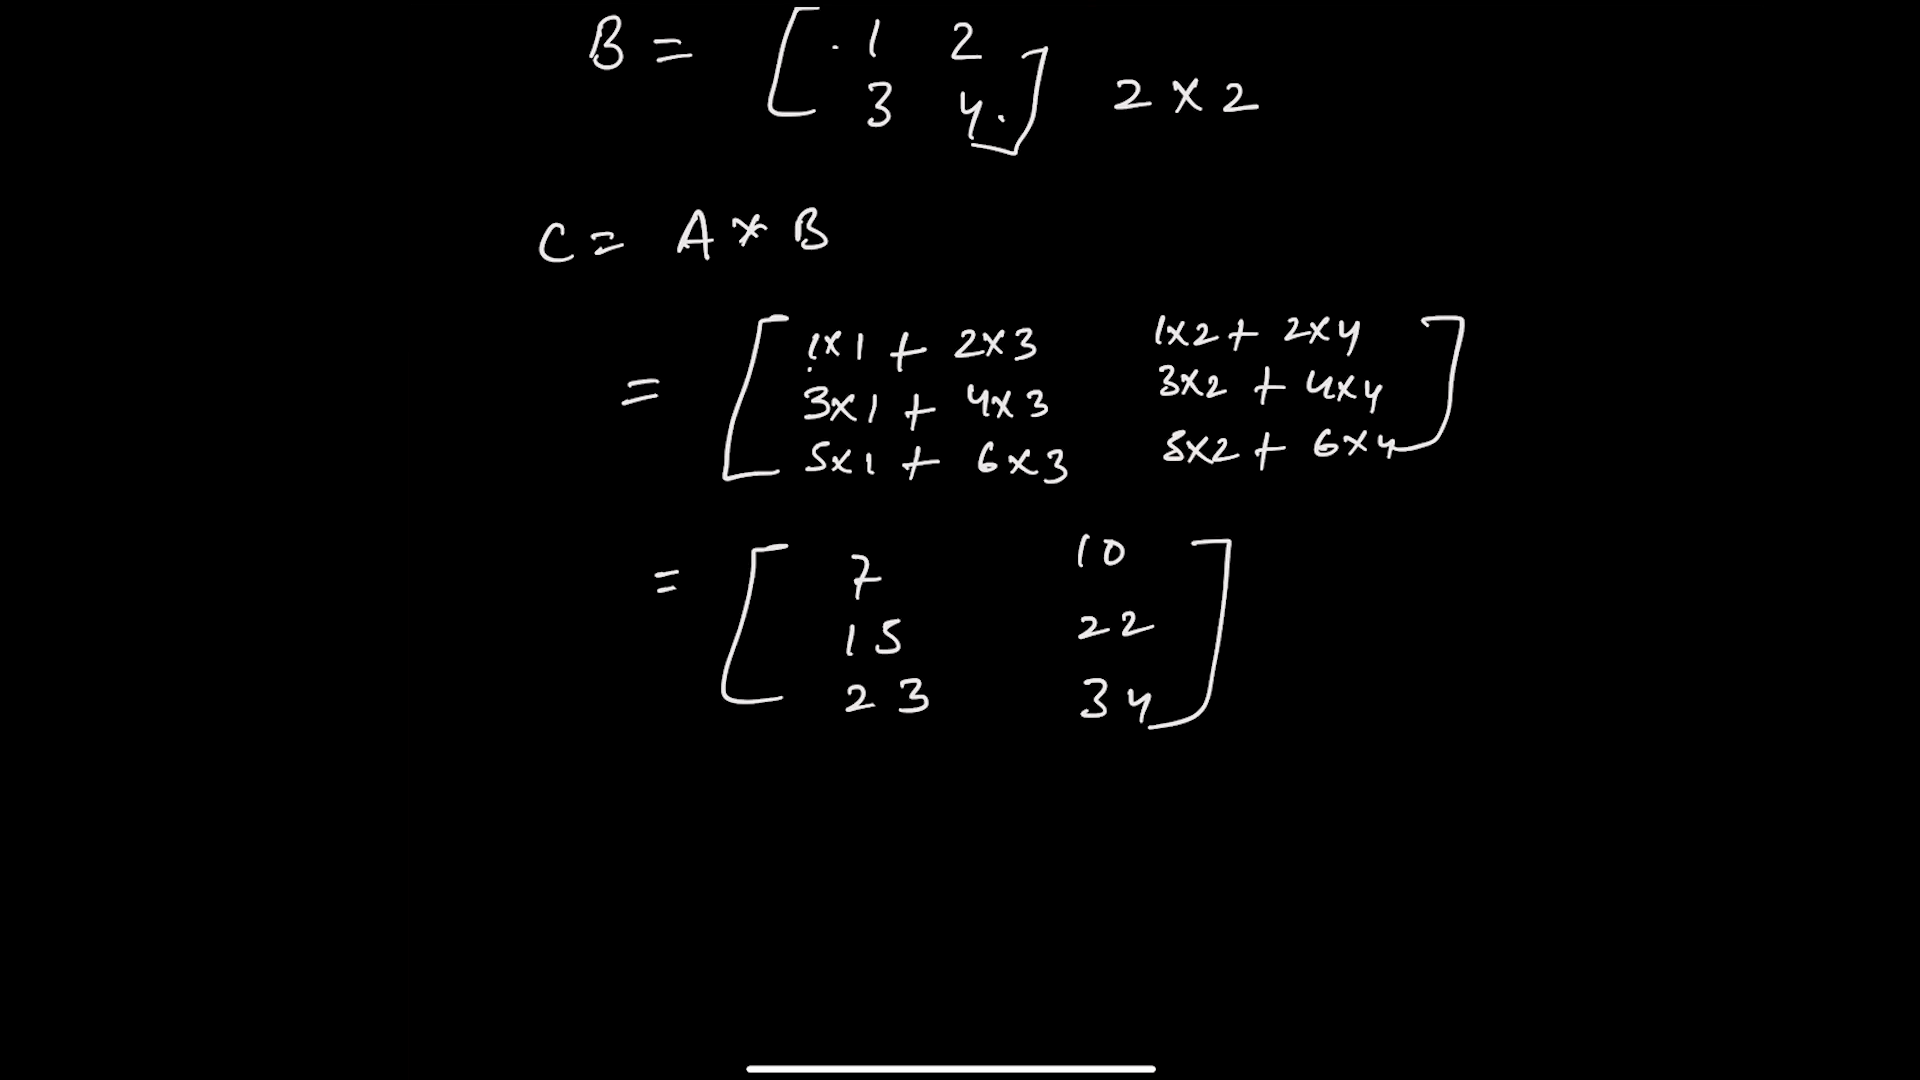 B = [ 1 2
3 4 ] 2 x 2
C = A * B
= [ 1x1 + 2x3 1x2 + 2x4
3x1 + 4x3 3x2 + 4x4
5x1 + 6x3 5x2 + 6x4 ]
= [ 7 10
15 22
23 34 ]